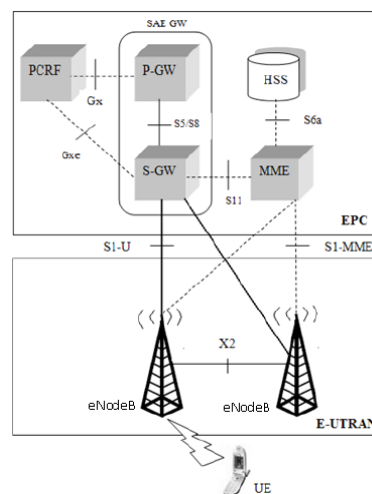 SAE GW
PCRF
P-GW
HSS
Gx
S5/S8
S6a
Gxc
S-GW
MME
S11
EPC
S1-U
S1-MME
X2
eNodeB
eNodeB
E-UTRAN
UE